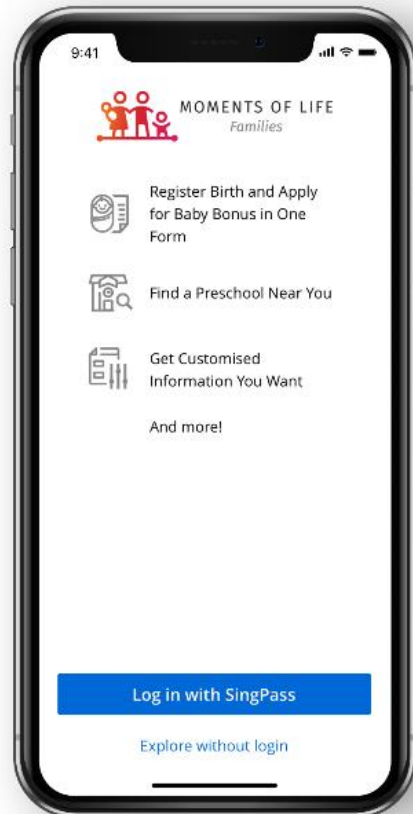 9:41
MOMENTS OF LIFE
Families
Register Birth and Apply
for Baby Bonus in One
Form
Find a Preschool Near You
Get Customised
Information You Want
And more!
Log in with SingPass
Explore without login